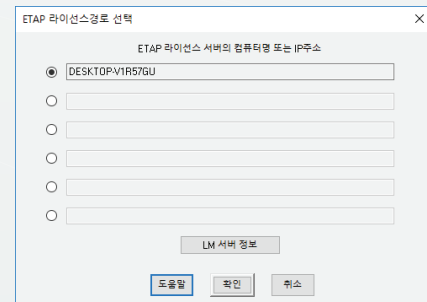 ETAP 라이선스경로 선택
ETAP 라이선스 서버의 컴퓨터명 또는 IP주소
DESKTOP-V1R57GU
LM 서버 정보
도움말 확인 취소